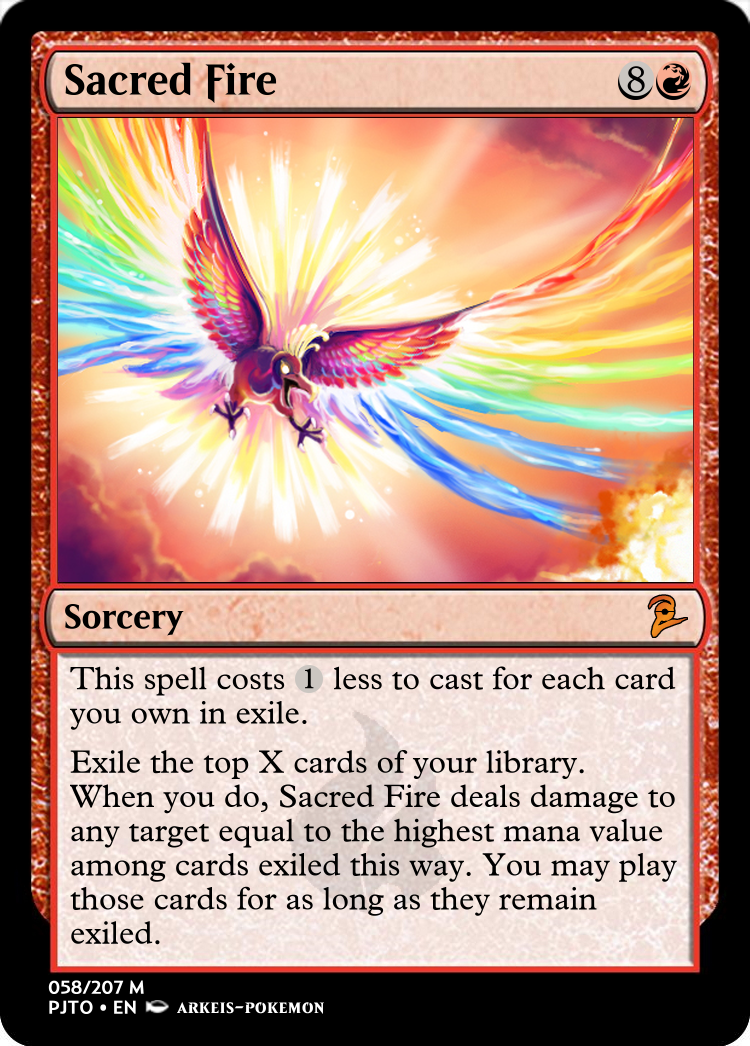 Sacred Fire
8
Sorcery
This spell costs 1 less to cast for each card
you own in exile.
Exile the top X cards of your library.
When you do, Sacred Fire deals damage to
any target equal to the highest mana value
among cards exiled this way. You may play
those cards for as long as they remain
exiled.
058/207 M
PJTO • EN ARKEIS-POKEMON